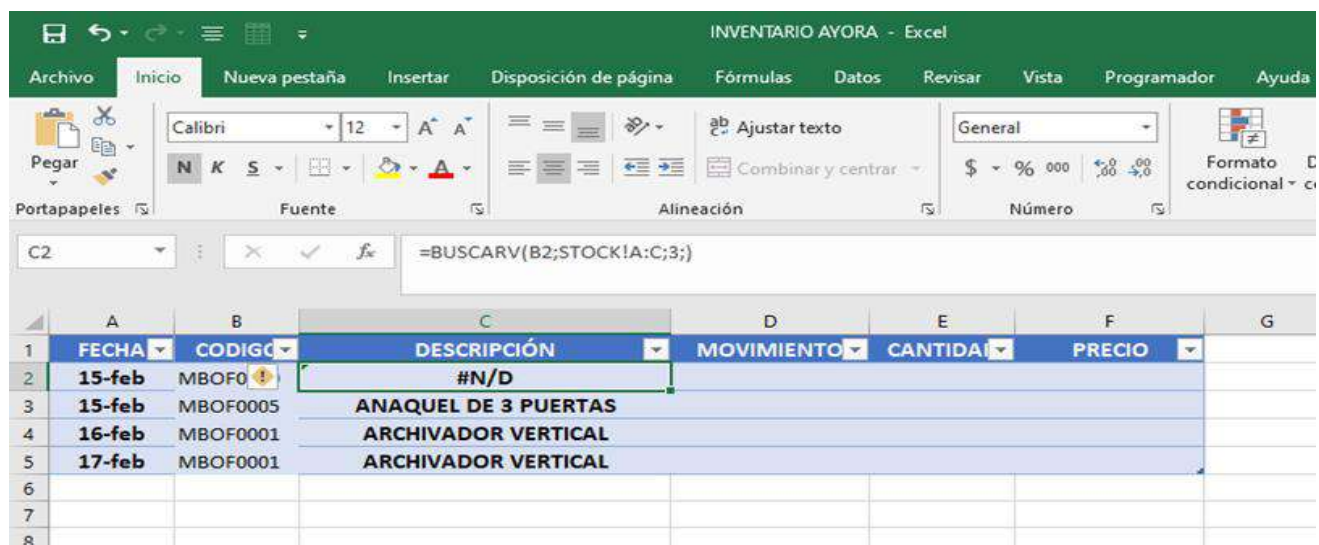 INVENTARIO AYORA - Excel
Archivo Inicio Nueva pestaña Insertar Disposición de página Fórmulas Datos Revisar Vista Programador Ayuda
Pegar
Calibri 12 A A
Ajustar texto
General
N K S A
Combinar y centrar
$ % 000
Formato
condicional
Portapapeles Fuente Alineación Número
C2 fx =BUSCARV(B2;STOCK!A:C;3;)
A B C D E F G
1 FECHA CODIGO DESCRIPCIÓN MOVIMIENTO CANTIDAI PRECIO
2 15-feb MBOF0 #N/D
3 15-feb MBOF0005 ANAQUEL DE 3 PUERTAS
4 16-feb MBOF0001 ARCHIVADOR VERTICAL
5 17-feb MBOF0001 ARCHIVADOR VERTICAL
6
7
8